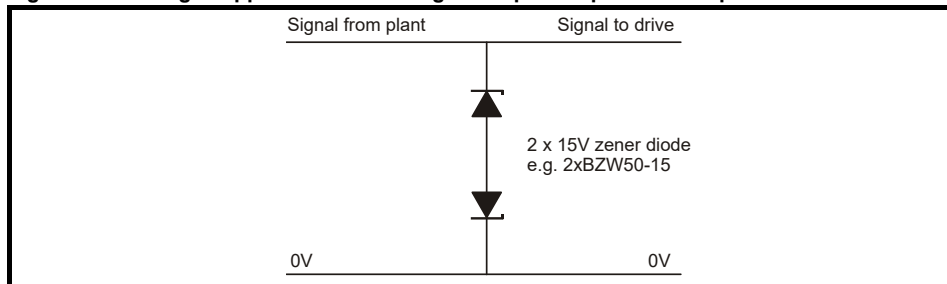 Signal from plant Signal to drive
2 x 15V zener diode
e.g. 2xBZW50-15
0V 0V